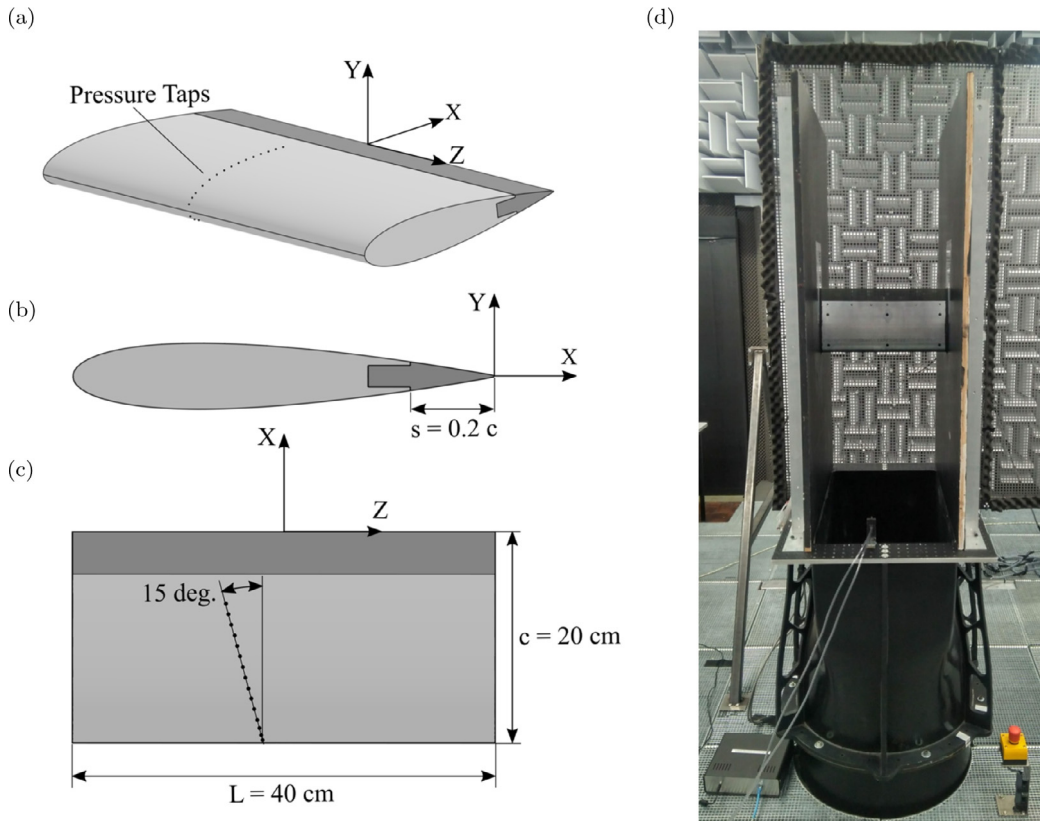 (a)
Pressure Taps
Y
X
Z
(b)
Y
X
s = 0.2 c
(c)
X
Z
15 deg.
c = 20 cm
L = 40 cm
(d)